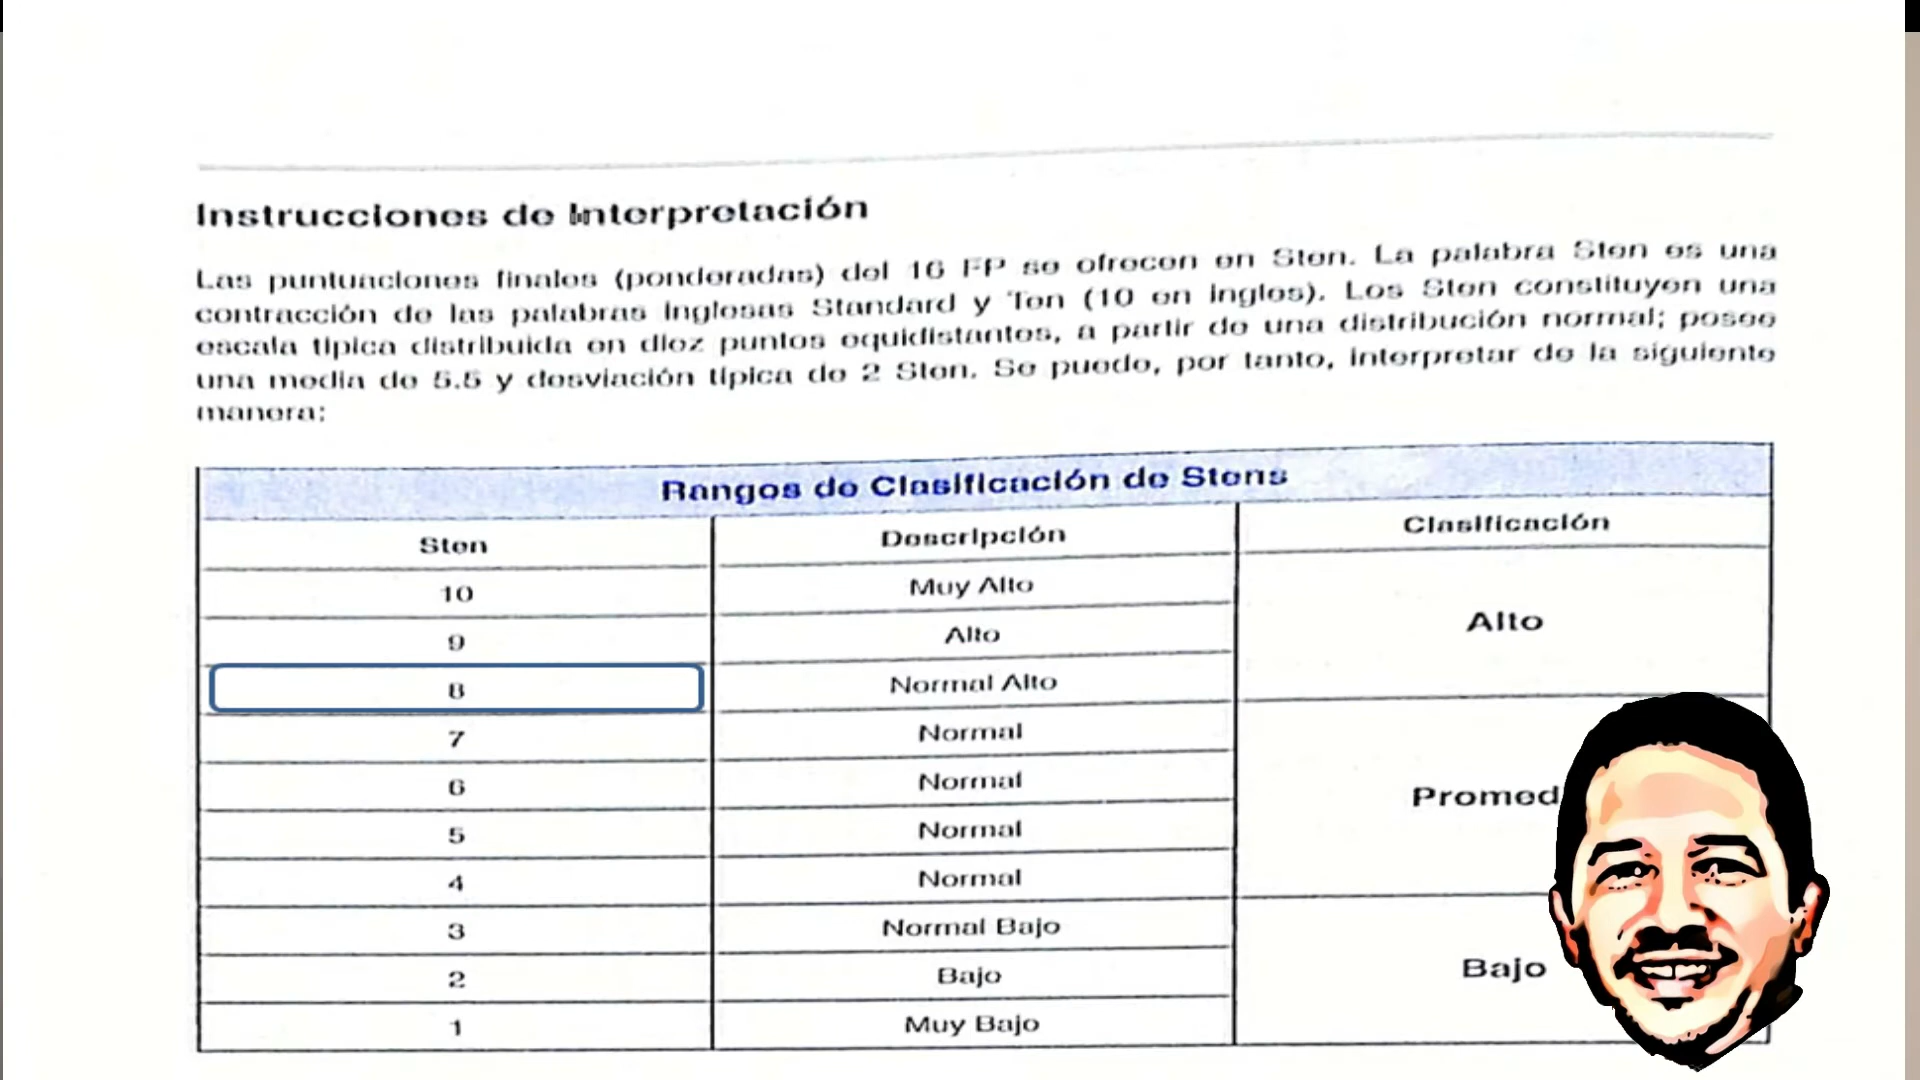 Instrucciones de Interpretación
Las puntuaciones finales (ponderadas) del 16 FP se ofrecen en Sten. La palabra Sten es una
contracción de las palabras inglesas Standard y Ten (10 en ingles). Los Sten constituyen una
escala típica distribuida en diez puntos equidistantes, a partir de una distribución normal; posee
una media de 5.5 y desviación típica de 2 Sten. Se puede, por tanto, interpretar de la siguiente
manera:
Rangos de Clasificación de Stens
Sten Descripción Clasificación
10 Muy Alto
9 Alto
Alto
8 Normal Alto
7 Normal
6 Normal
Promed
5 Normal
4 Normal
3 Normal Bajo
2 Bajo
Bajo
1 Muy Bajo